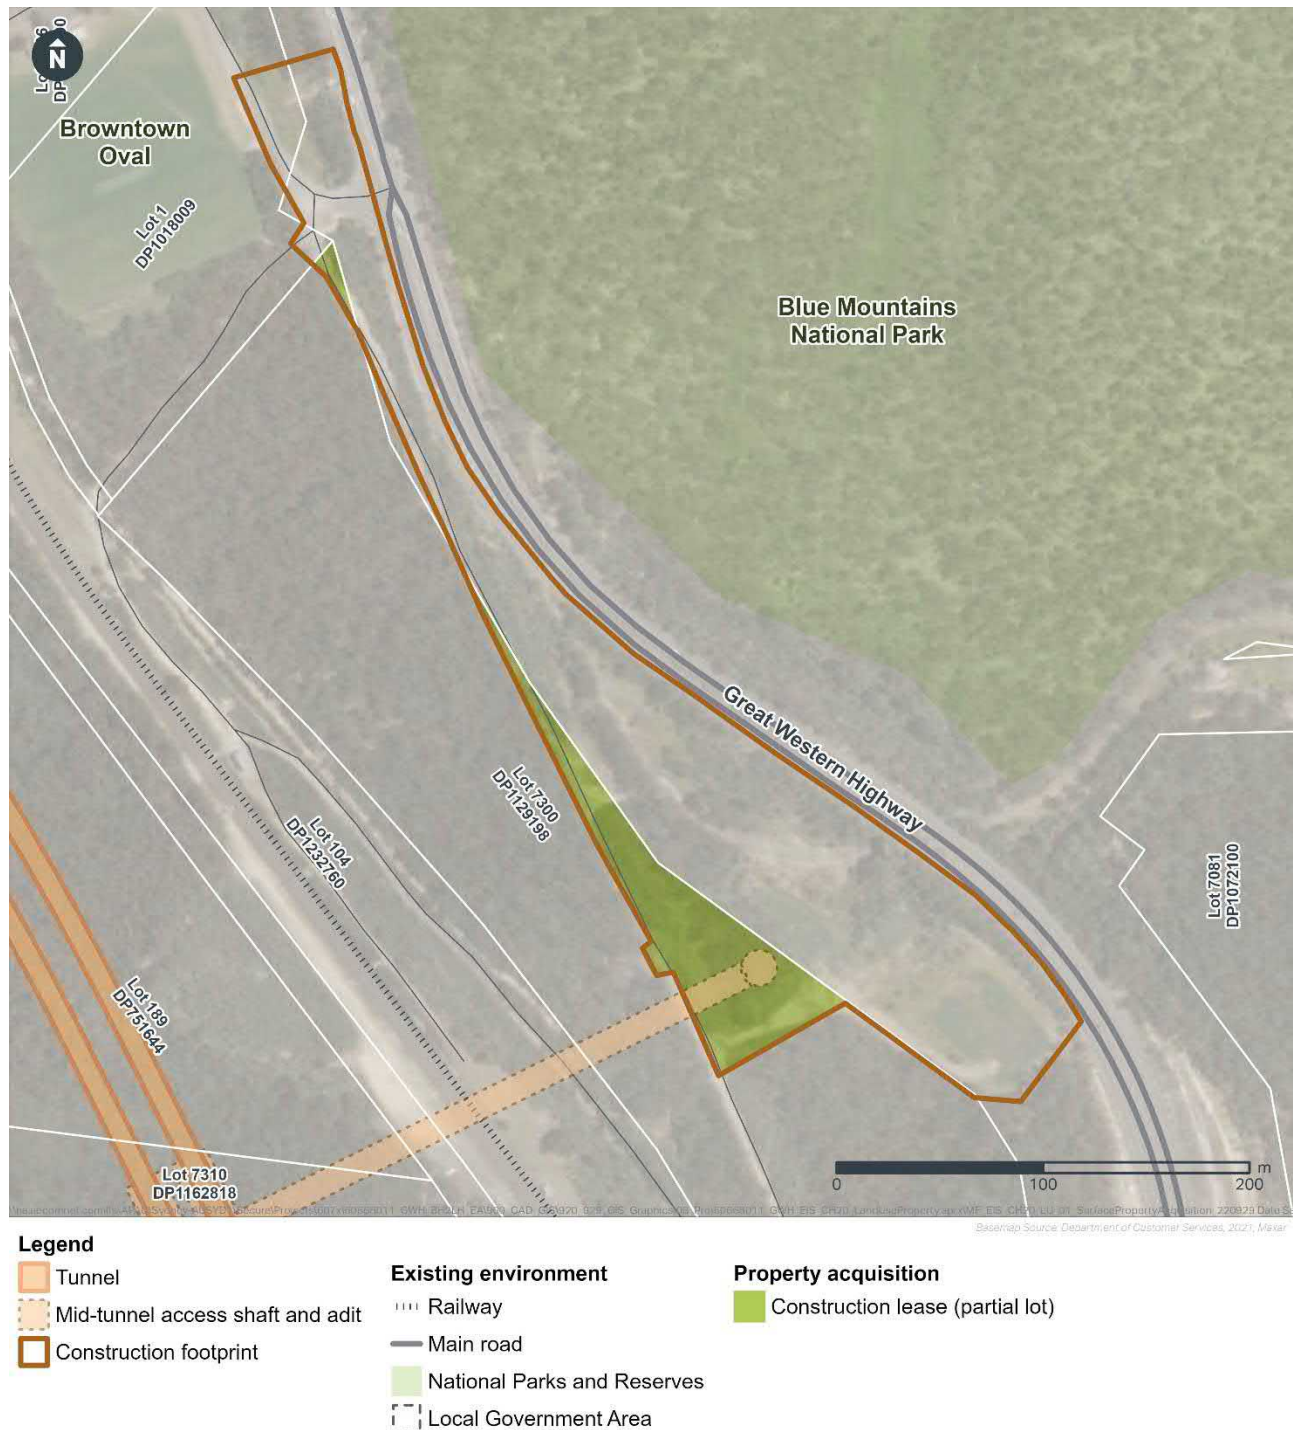 N
Browntown
Oval
Lot 1
DP1018009
Blue Mountains
National Park
Great Western Highway
Lot 7300
DP1129198
Lot 104
DP1232760
Lot 7081
DP1072100
Lot 189
DP751644
Lot 7310
DP1162818
m
0 100 200
Basemap Source: Department of Customer Services, 2021, Maxar
Legend
Tunnel
Mid-tunnel access shaft and adit
Construction footprint
Existing environment
Railway
Main road
National Parks and Reserves
Local Government Area
Property acquisition
Construction lease (partial lot)